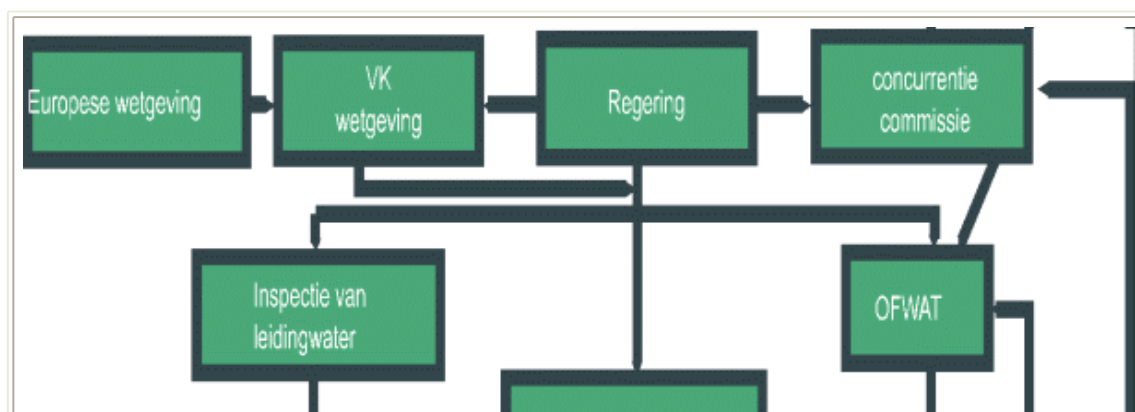 Europese wetgeving
VK
wetgeving
Regering
concurrentie
commissie
Inspectie van
leidingwater
OFWAT